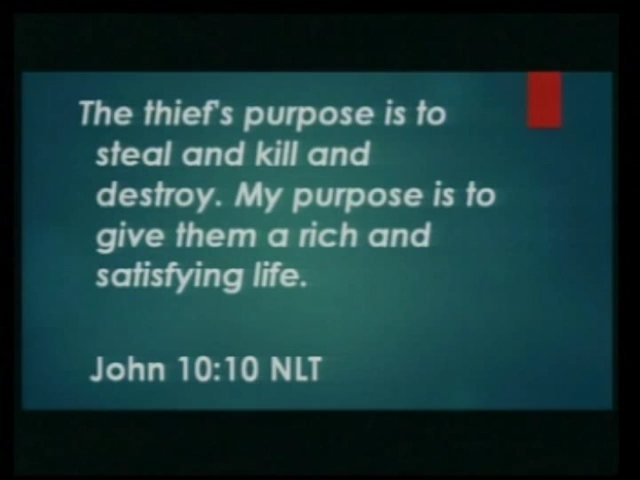 The thief's purpose is to
steal and kill and
destroy. My purpose is to
give them a rich and
satisfying life.
John 10:10 NLT